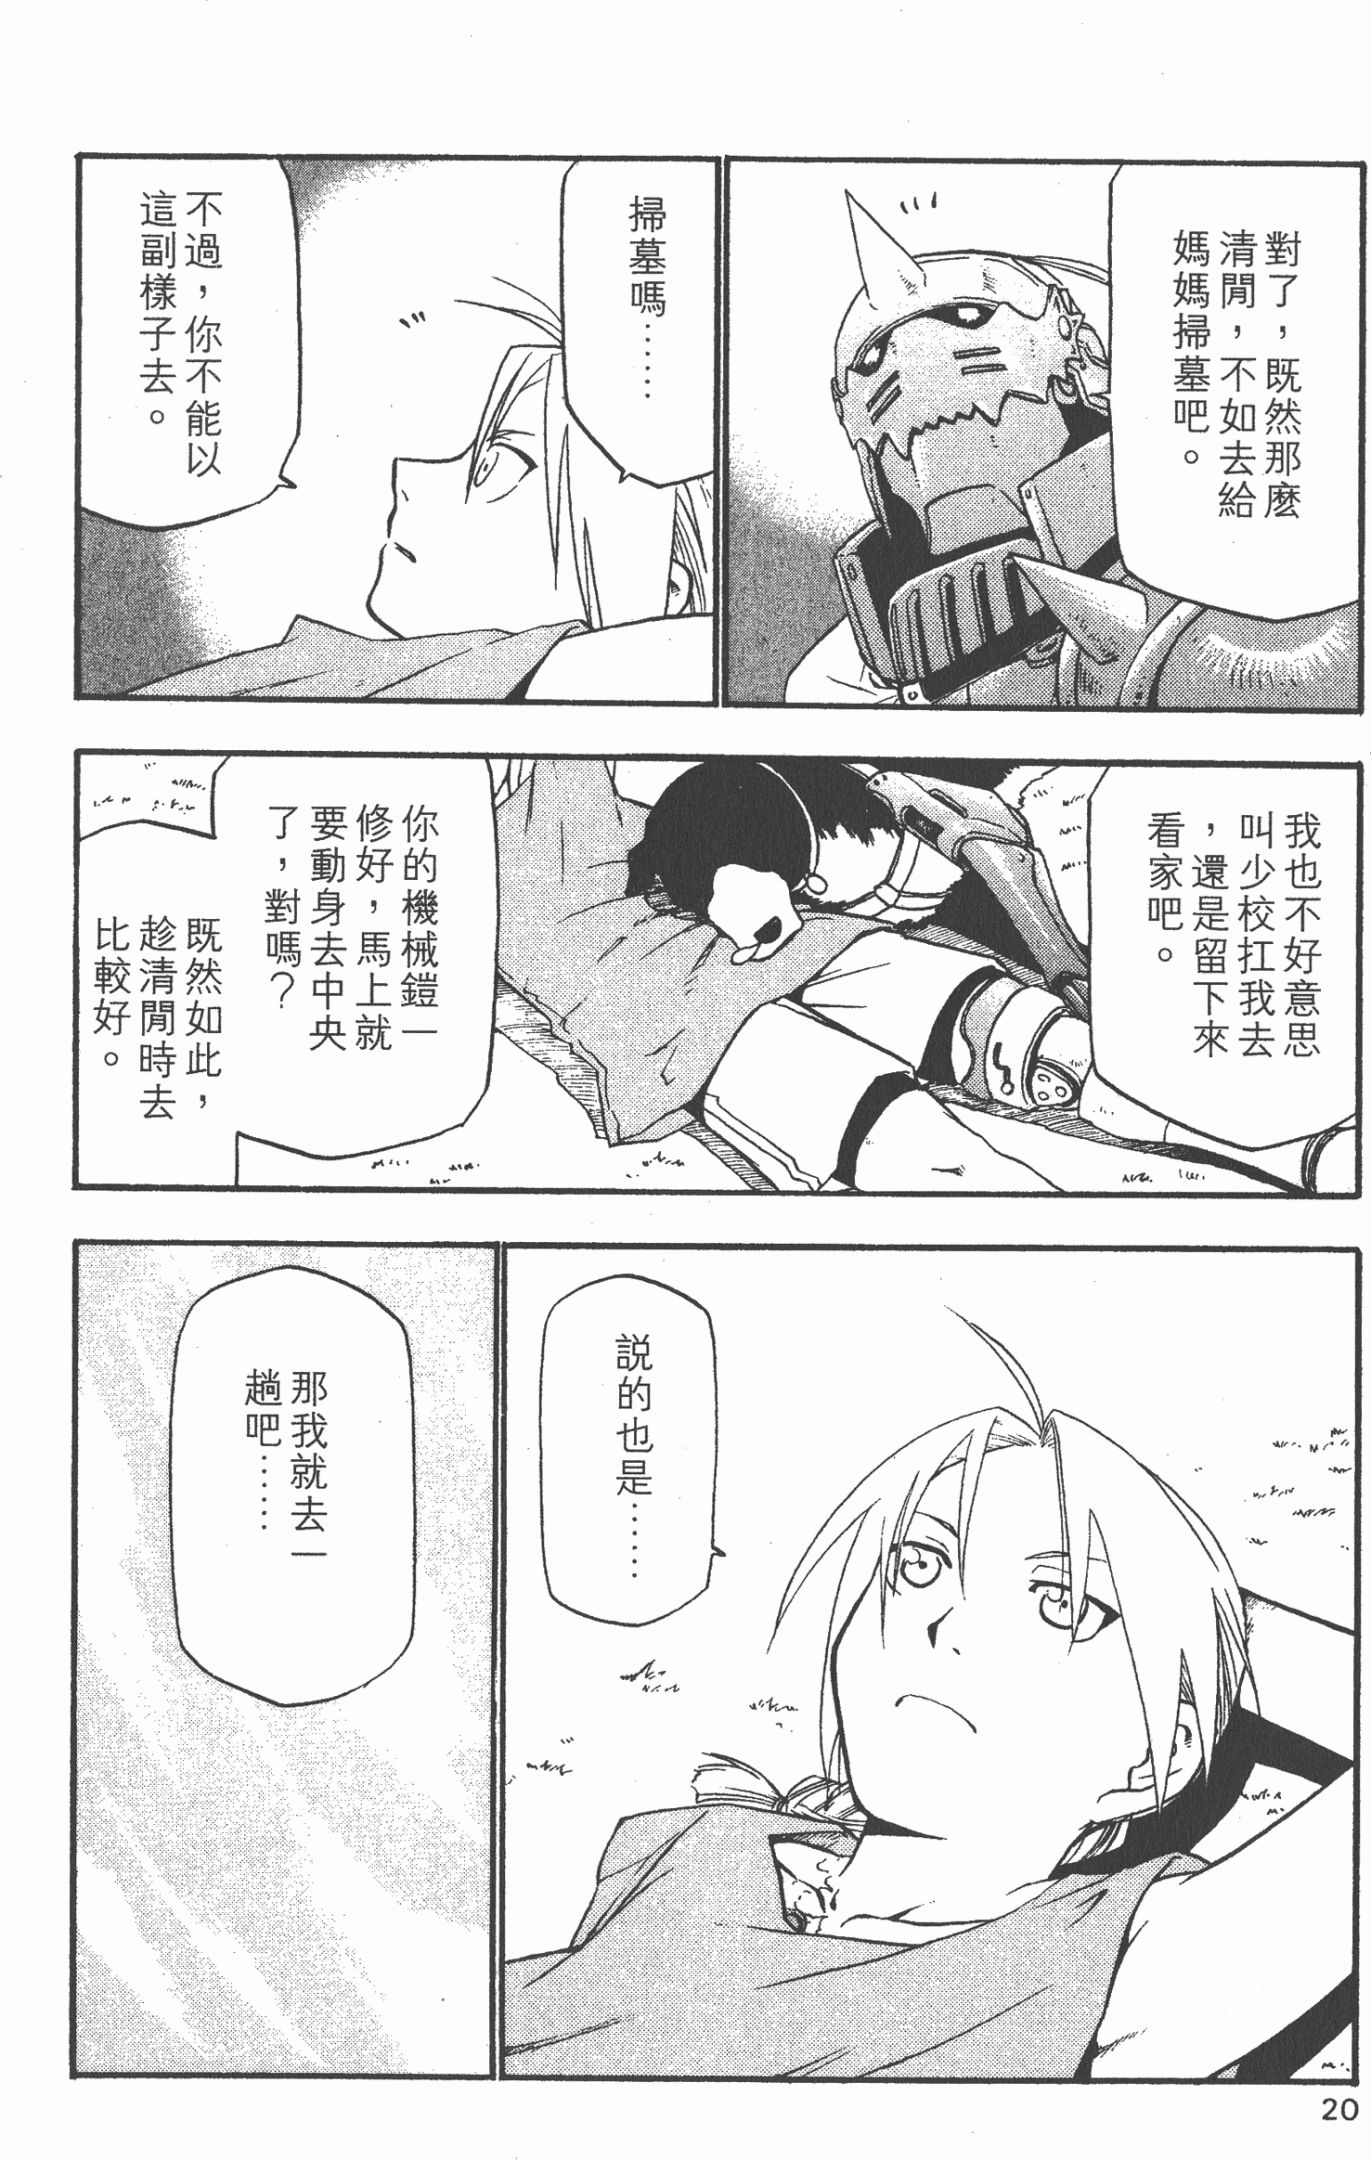 對了，既然那麼
清閒，不如去給
媽媽掃墓吧。
掃墓嗎……
不過，你不能以
這副樣子去。
我也不好意思
叫少校扛我去
，還是留下來
看家吧。
你的機械鎧一
修好，馬上就
要動身去中央
了，對嗎？
既然如此，
趁清閒時去
比較好。
說的也是……
那我就去一
趟吧……
20